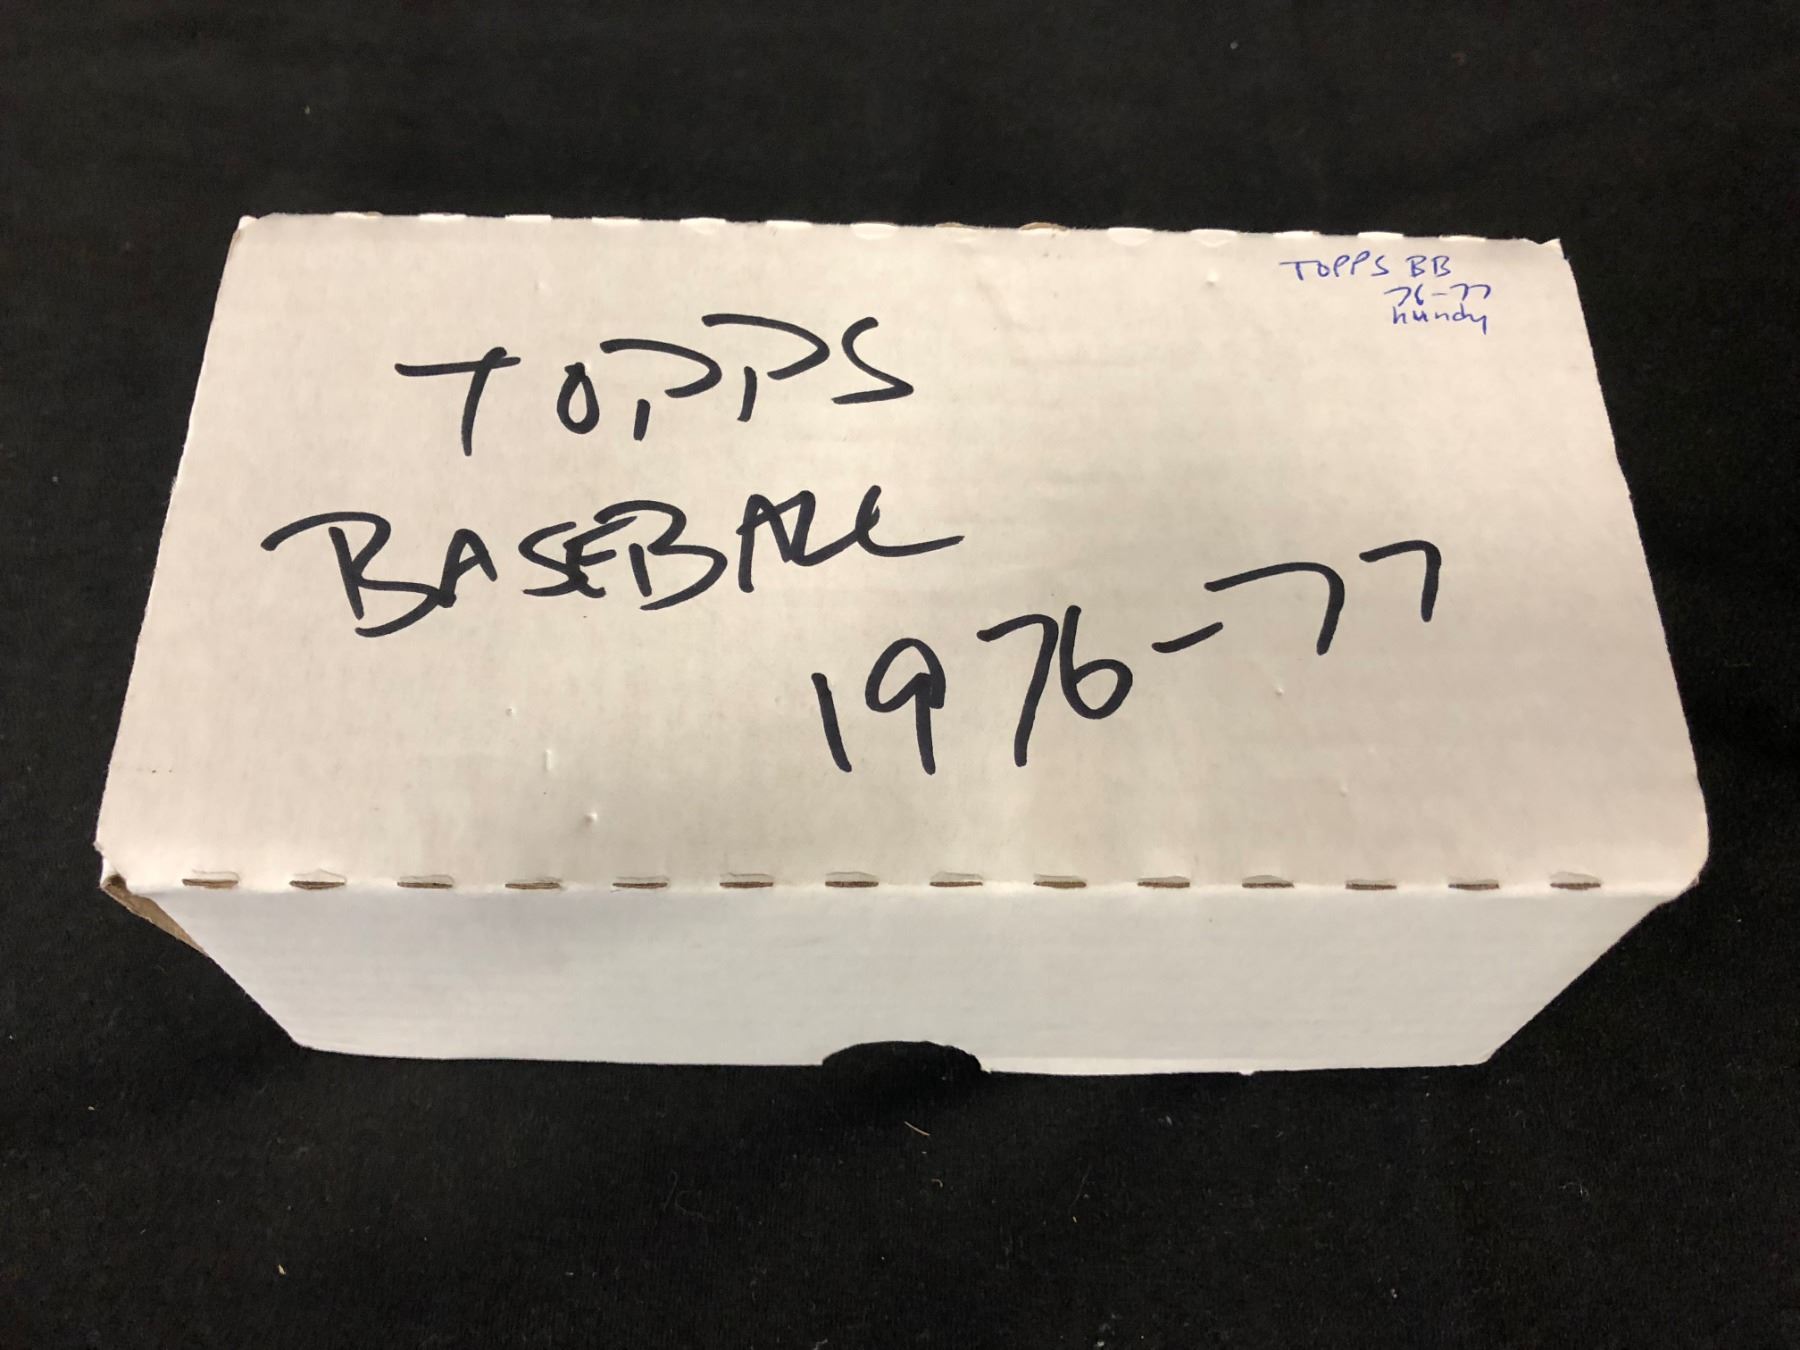 TOPPS BB
76-77
hundy
TOPPS
BASEBALL
1976-77